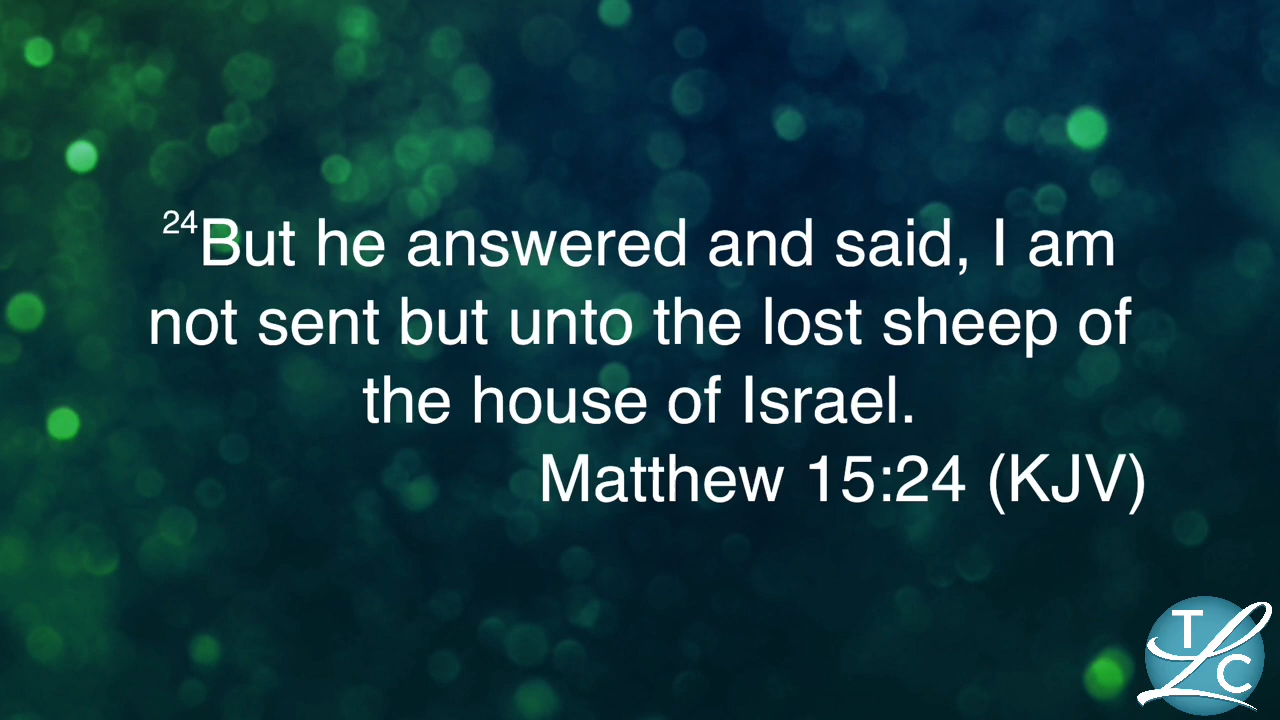 24But he answered and said, I am
not sent but unto the lost sheep of
the house of Israel.
Matthew 15:24 (KJV)
TLC